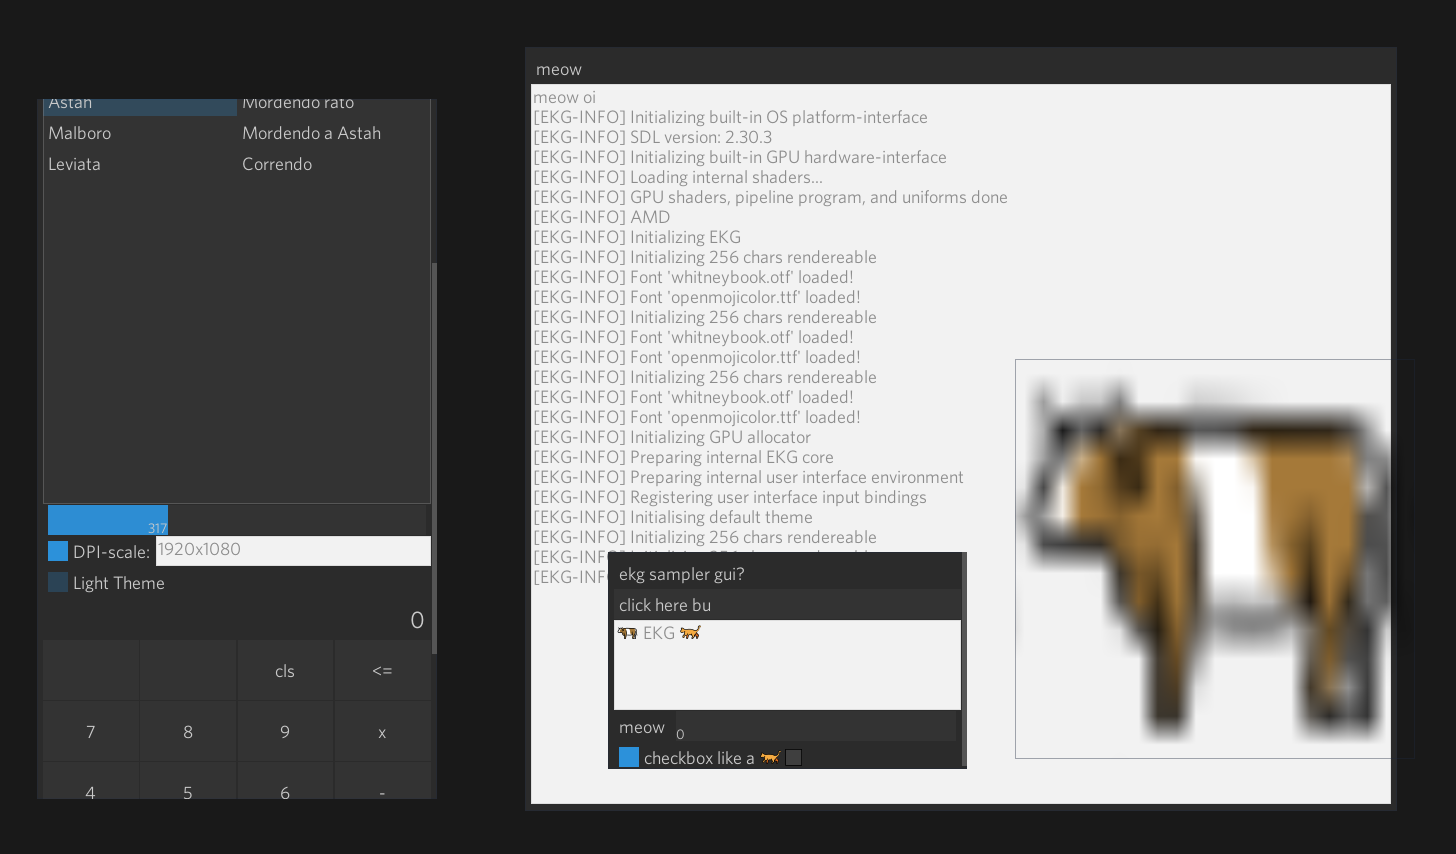 Astah Mordendo rato
Malboro Mordendo a Astah
Leviata Correndo
317
DPI-scale: 1920x1080
Light Theme
0
cls <=
7 8 9 x
4 5 6 -
meow
meow oi
[EKG-INFO] Initializing built-in OS platform-interface
[EKG-INFO] SDL version: 2.30.3
[EKG-INFO] Initializing built-in GPU hardware-interface
[EKG-INFO] Loading internal shaders...
[EKG-INFO] GPU shaders, pipeline program, and uniforms done
[EKG-INFO] AMD
[EKG-INFO] Initializing EKG
[EKG-INFO] Initializing 256 chars rendereable
[EKG-INFO] Font 'whitneybook.otf' loaded!
[EKG-INFO] Font 'openmojicolor.ttf' loaded!
[EKG-INFO] Initializing 256 chars rendereable
[EKG-INFO] Font 'whitneybook.otf' loaded!
[EKG-INFO] Font 'openmojicolor.ttf' loaded!
[EKG-INFO] Initializing 256 chars rendereable
[EKG-INFO] Font 'whitneybook.otf' loaded!
[EKG-INFO] Font 'openmojicolor.ttf' loaded!
[EKG-INFO] Initializing GPU allocator
[EKG-INFO] Preparing internal EKG core
[EKG-INFO] Preparing internal user interface environment
[EKG-INFO] Registering user interface input bindings
[EKG-INFO] Initialising default theme
[EKG-INFO] Initializing 256 chars rendereable
ekg sampler gui?
click here bu
🐄 EKG 🐈
meow 0
checkbox like a 🐈